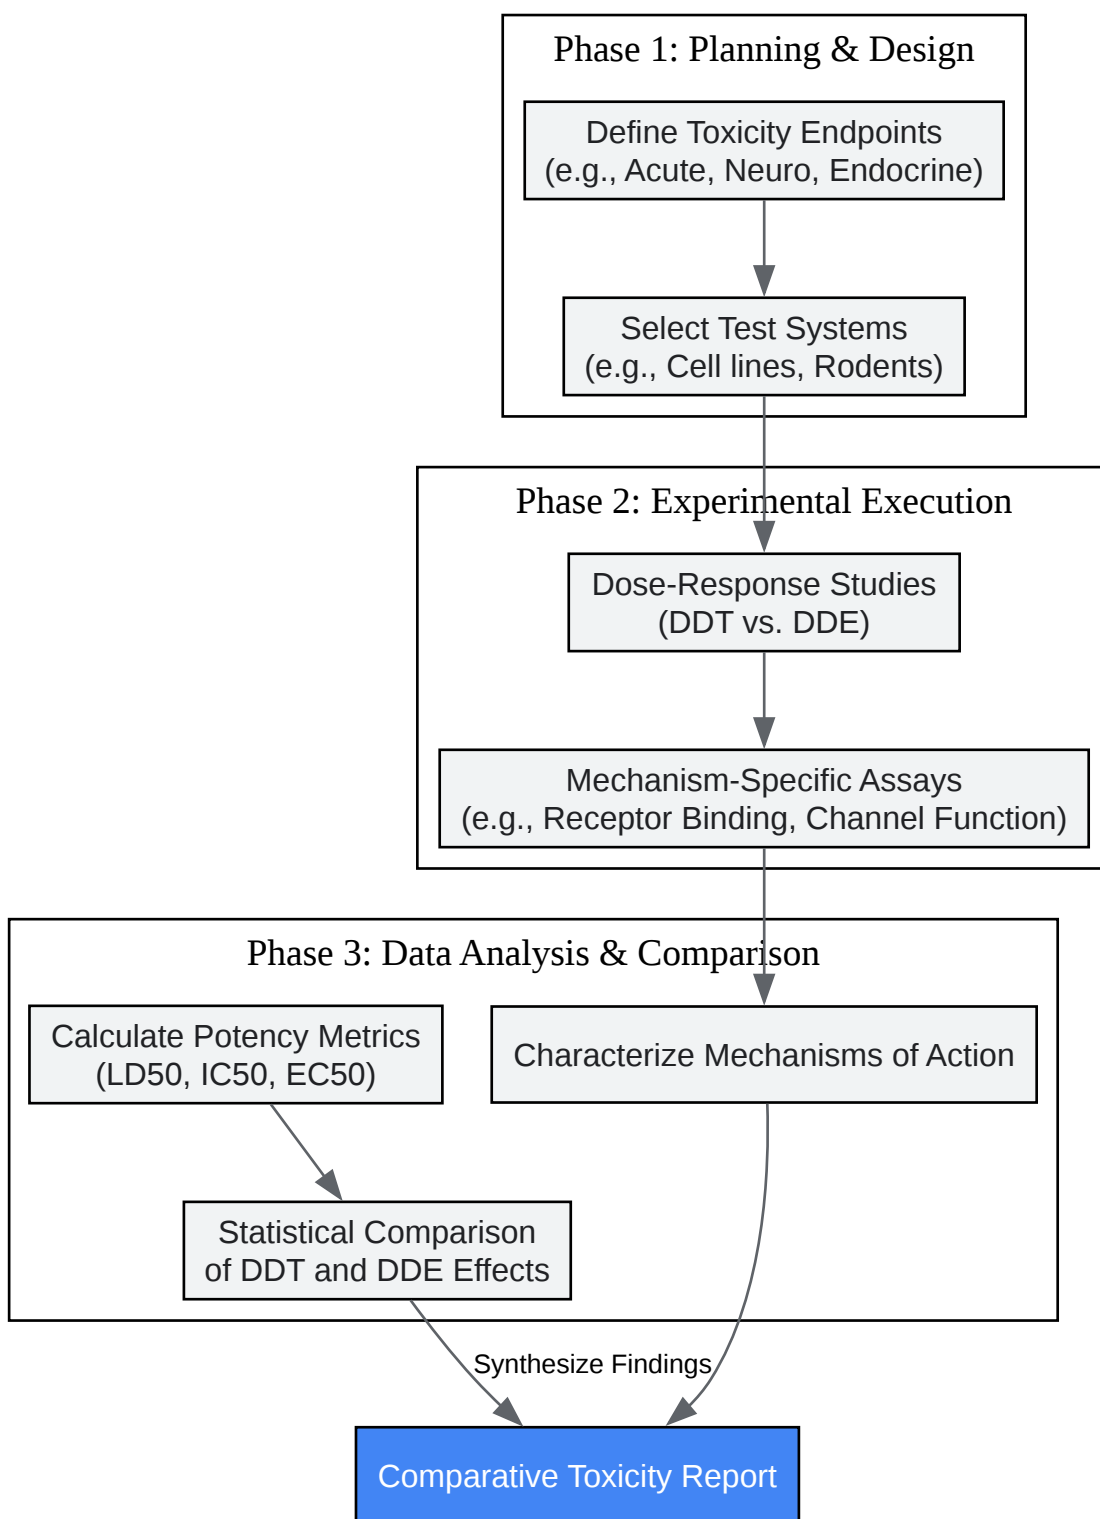 Phase 1: Planning & Design
Define Toxicity Endpoints
(e.g., Acute, Neuro, Endocrine)
Select Test Systems
(e.g., Cell lines, Rodents)
Phase 2: Experimental Execution
Dose-Response Studies
(DDT vs. DDE)
Mechanism-Specific Assays
(e.g., Receptor Binding, Channel Function)
Phase 3: Data Analysis & Comparison
Calculate Potency Metrics
(LD50, IC50, EC50)
Characterize Mechanisms of Action
Statistical Comparison
of DDT and DDE Effects
Synthesize Findings
Comparative Toxicity Report